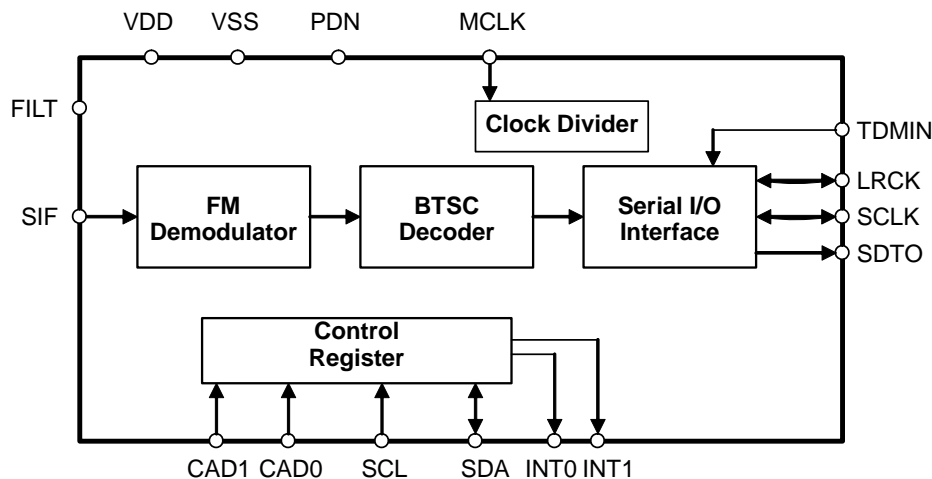 VDD VSS PDN MCLK
FILT
Clock Divider
TDMIN
LRCK
SIF
FM
Demodulator
BTSC
Decoder
Serial I/O
Interface
SCLK
SDTO
Control
Register
CAD1 CAD0 SCL SDA INT0 INT1